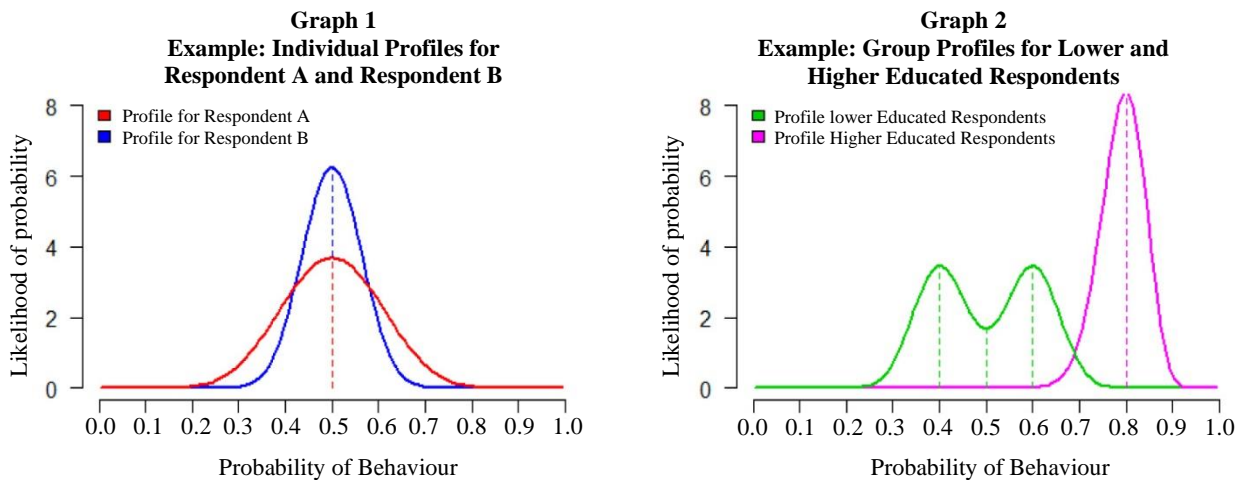 Graph 1
Example: Individual Profiles for
Respondent A and Respondent B
8
6
4
2
0
Likelihood of probability
Profile for Respondent A
Profile for Respondent B
0.0 0.1 0.2 0.3 0.4 0.5 0.6 0.7 0.8 0.9 1.0
Probability of Behaviour
Graph 2
Example: Group Profiles for Lower and
Higher Educated Respondents
8
6
4
2
0
Likelihood of probability
Profile lower Educated Respondents
Profile Higher Educated Respondents
0.0 0.1 0.2 0.3 0.4 0.5 0.6 0.7 0.8 0.9 1.0
Probability of Behaviour